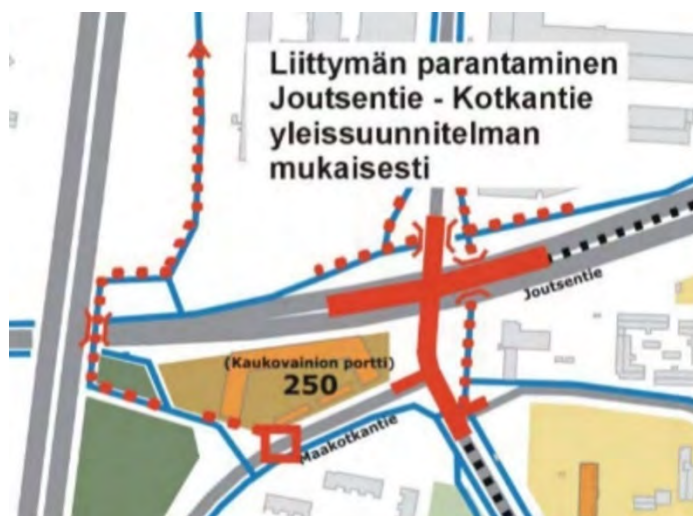 Liittymän parantaminen
Joutsentie - Kotkantie
yleissuunnitelman
mukaisesti
Joutsentie
(Kaukovainion portti)
250
Maakotkantie